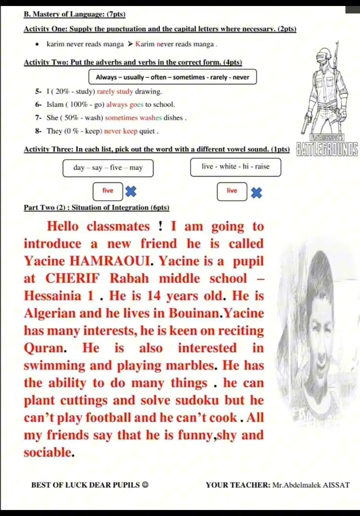 B. Mastery of Language: (7pts)
Activity One: Supply the punctuation and the capital letters where necessary. (2pts)
• karim never reads manga ➢ Karim never reads manga .
Activity Two: Put the adverbs and verbs in the correct form. (4pts)
Always – usually – often – sometimes - rarely - never
5- I ( 20% - study) rarely study drawing.
6- Islam ( 100% - go) always goes to school.
7- She ( 50% - wash) sometimes washes dishes .
8- They (0 % - keep) never keep quiet .
BATTLEGROUNDS
Activity Three: In each list, pick out the word with a different vowel sound, (1pts)
day – say – five – may
live - white - hi - raise
five
live
Part Two (2) : Situation of Integration (6pts)
Hello classmates ! I am going to
introduce a new friend he is called
Yacine HAMRAOUI. Yacine is a pupil
at CHERIF Rabah middle school –
Hessainia 1 . He is 14 years old. He is
Algerian and he lives in Bouinan.Yacine
has many interests, he is keen on reciting
Quran. He is also interested in
swimming and playing marbles. He has
the ability to do many things . he can
plant cuttings and solve sudoku but he
can't play football and he can't cook . All
my friends say that he is funny,shy and
sociable.
BEST OF LUCK DEAR PUPILS ☺
YOUR TEACHER: Mr.Abdelmalek AISSAT